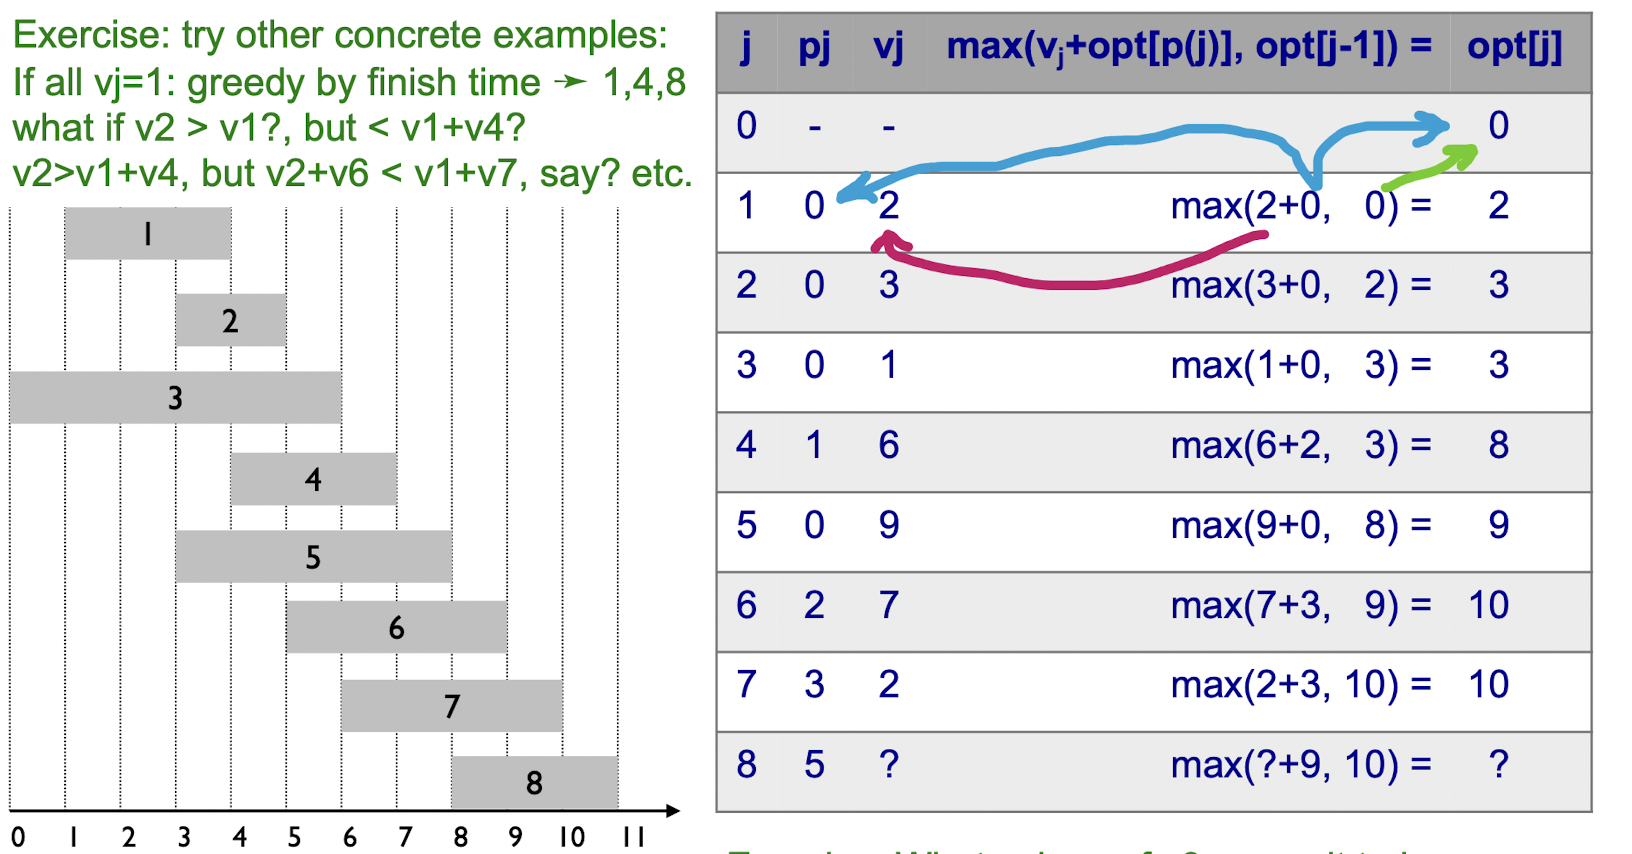 Exercise: try other concrete examples:
If all vj=1: greedy by finish time ➛ 1,4,8
what if v2 > v1?, but < v1+v4?
v2>v1+v4, but v2+v6 < v1+v7, say? etc.
1
2
3
4
5
6
7
8
0 1 2 3 4 5 6 7 8 9 10 11
j pj vj max(vj+opt[p(j)], opt[j-1]) = opt[j]
0 - - 0
1 0 2 max(2+0, 0) = 2
2 0 3 max(3+0, 2) = 3
3 0 1 max(1+0, 3) = 3
4 1 6 max(6+2, 3) = 8
5 0 9 max(9+0, 8) = 9
6 2 7 max(7+3, 9) = 10
7 3 2 max(2+3, 10) = 10
8 5 ? max(?+9, 10) = ?